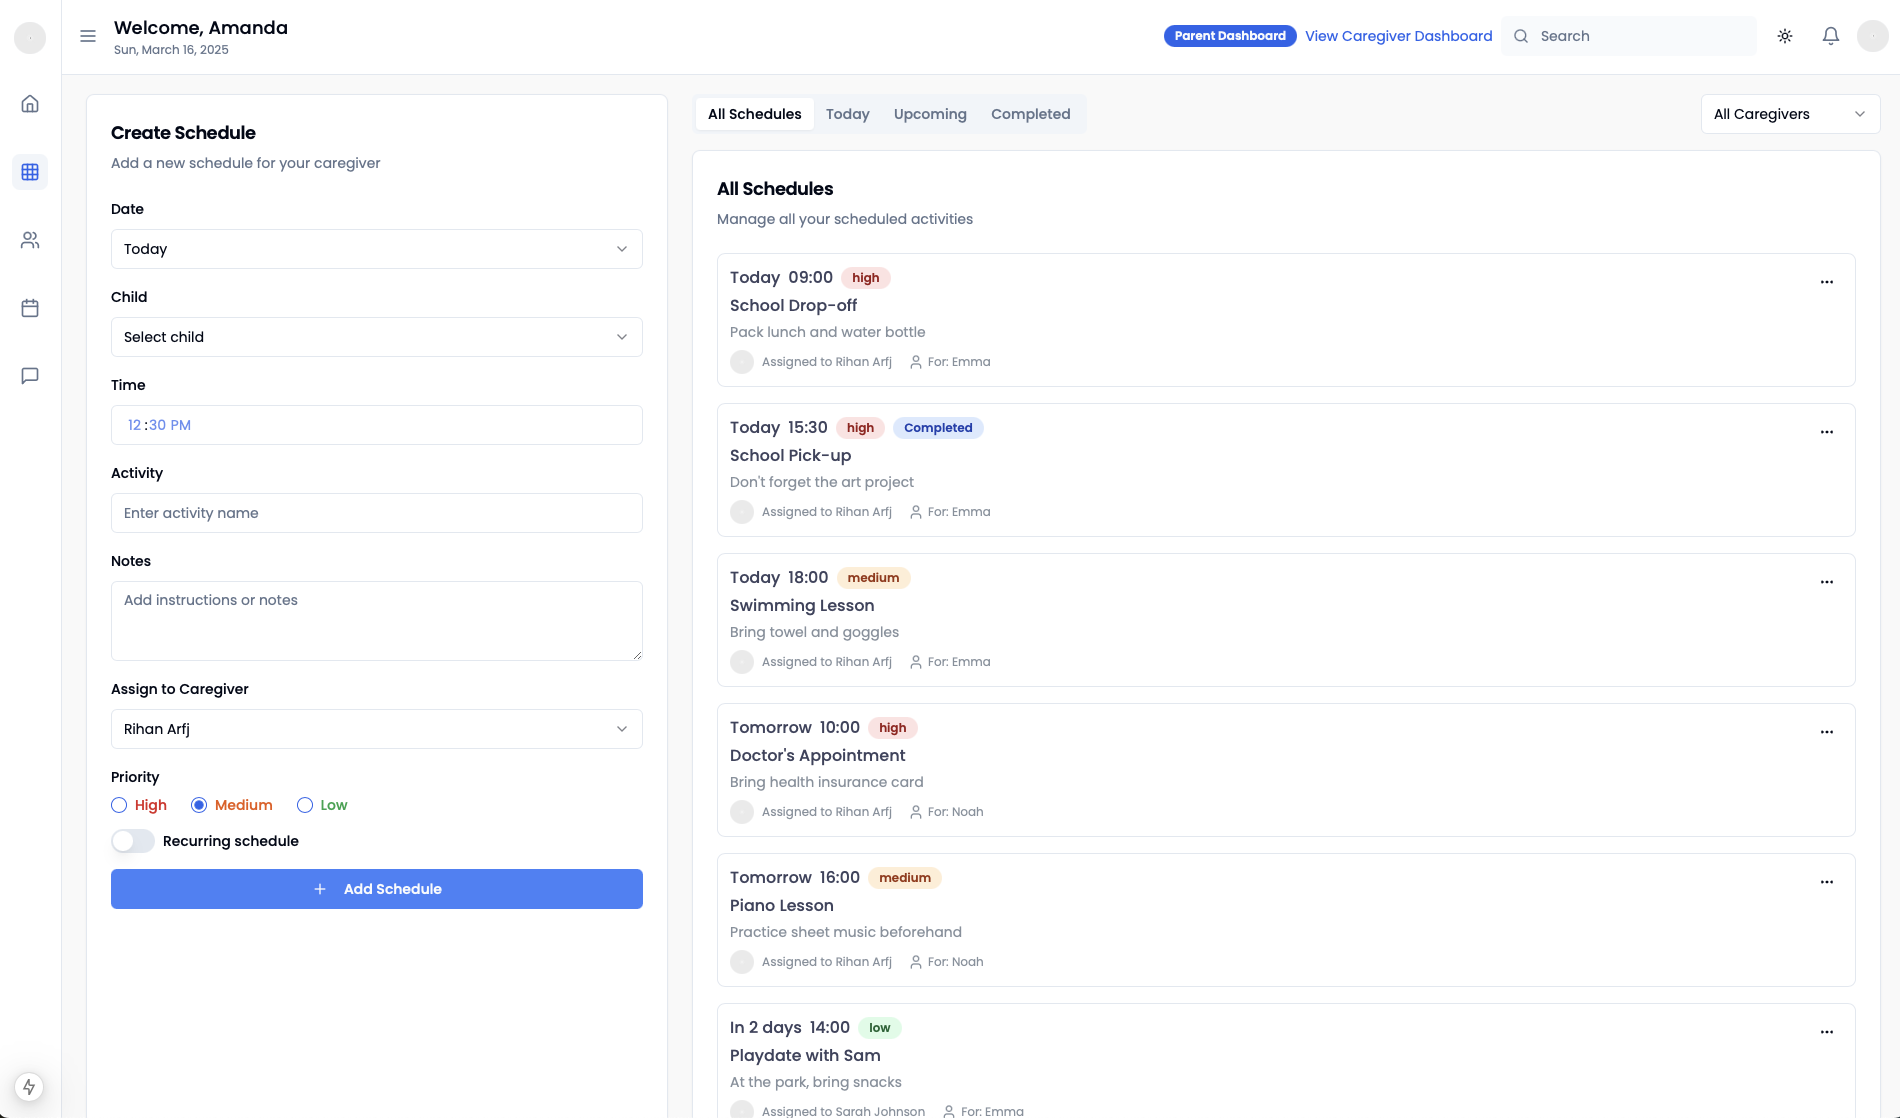 Welcome, Amanda
Sun, March 16, 2025
Parent Dashboard
View Caregiver Dashboard
Search
Create Schedule
Add a new schedule for your caregiver
Date
Today
Child
Select child
Time
12:30 PM
Activity
Enter activity name
Notes
Add instructions or notes
Assign to Caregiver
Rihan Arfj
Priority
High Medium Low
Recurring schedule
+ Add Schedule
All Schedules Today Upcoming Completed
All Caregivers
All Schedules
Manage all your scheduled activities
Today 09:00 high
School Drop-off
Pack lunch and water bottle
Assigned to Rihan Arfj For: Emma
Today 15:30 high Completed
School Pick-up
Don't forget the art project
Assigned to Rihan Arfj For: Emma
Today 18:00 medium
Swimming Lesson
Bring towel and goggles
Assigned to Rihan Arfj For: Emma
Tomorrow 10:00 high
Doctor's Appointment
Bring health insurance card
Assigned to Rihan Arfj For: Noah
Tomorrow 16:00 medium
Piano Lesson
Practice sheet music beforehand
Assigned to Rihan Arfj For: Noah
In 2 days 14:00 low
Playdate with Sam
At the park, bring snacks
Assigned to Sarah Johnson For: Emma